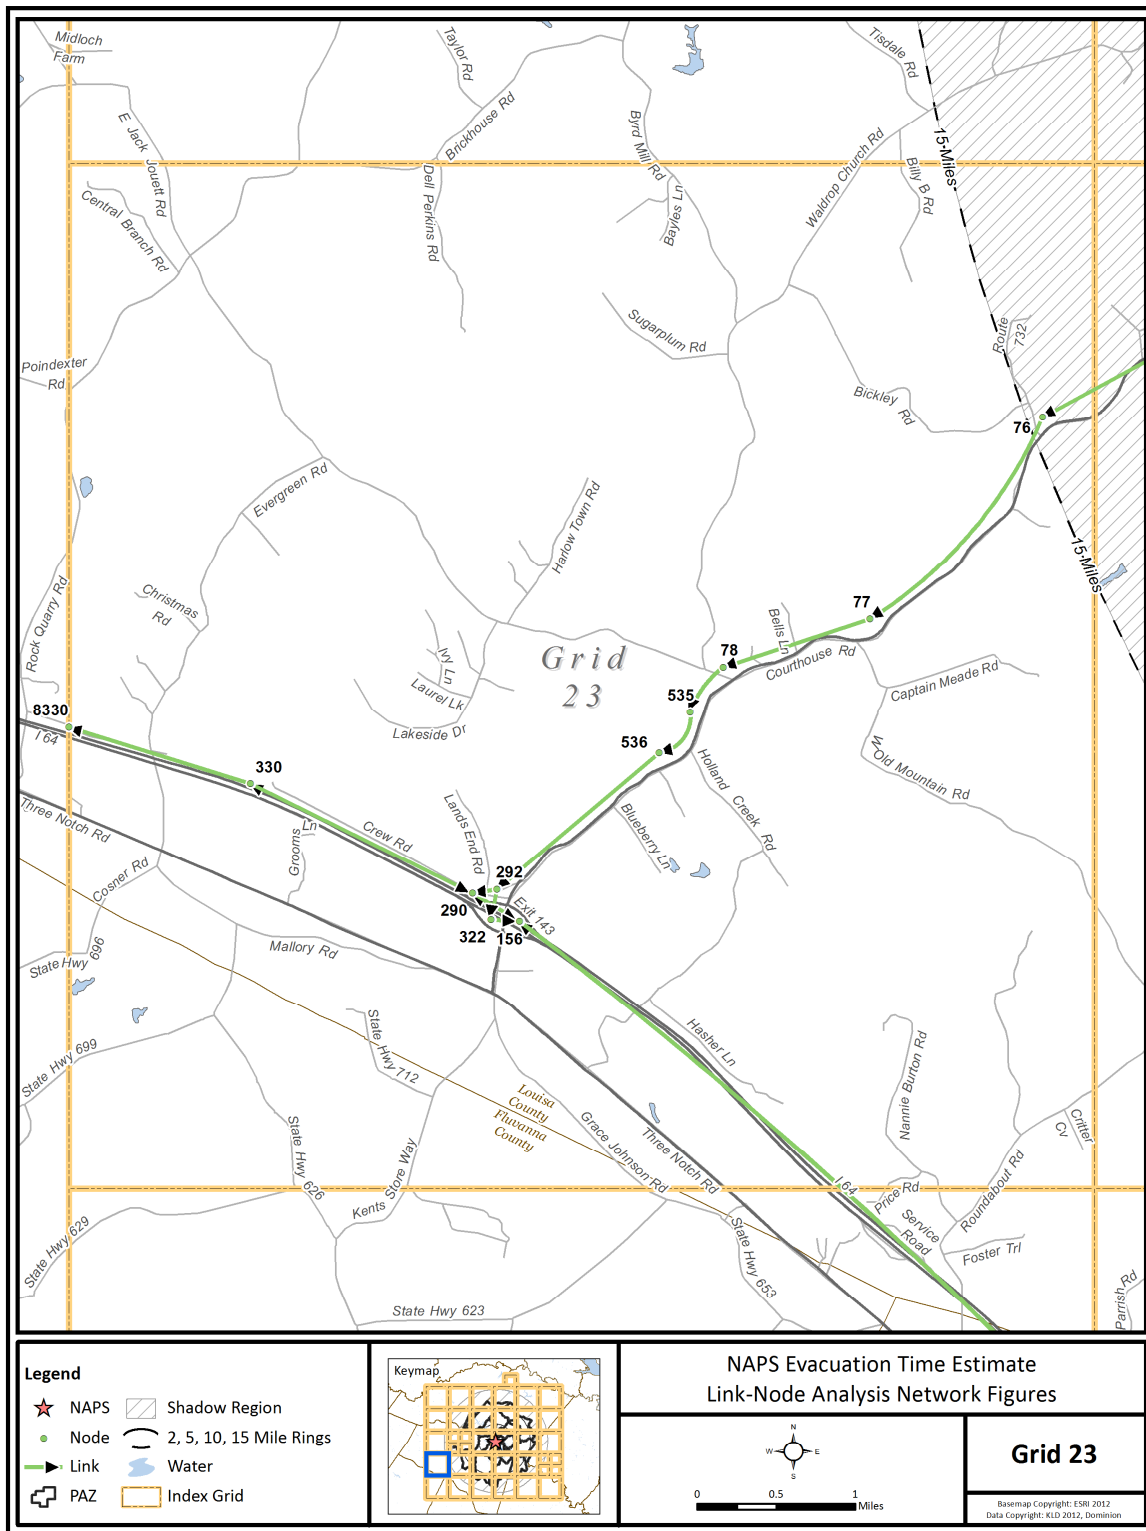 Midloch
Farm
Taylor Rd
Tisdale Rd
E Jack Jouett Rd
Brickhouse Rd
Byrd Mill Rd
Waldrop Church Rd
15-Miles
Billy B Rd
Central Branch Rd
Dell Perkins Rd
Bayles Ln
Sugarplum Rd
Route
732
Poindexter
Rd
Bickley
Rd
76
Evergreen Rd
Harlow Town Rd
15-Miles
Rock Quarry Rd
Christmas
Rd
77
Bells Ln
Ivy Ln
Grid
23
78
Courthouse Rd
Laurel Lk
535
Captain Meade Rd
8330
I 64
Lakeside Dr
536
W Old Mountain Rd
330
Holland Creek Rd
Three Notch Rd
Grooms
Ln
Crew Rd
Lands End Rd
Blueberry Ln
Cosner Rd
292
290
Exit 143
322
156
State Hwy 696
Mallory Rd
State Hwy 699
State Hwy 712
Hasher Ln
Nannie Burton Rd
Louisa
County
Fluvanna
County
Critter
Cv
State Hwy 626
Grace Johnson Rd
Three Notch Rd
Kents Store Way
I 64
Price Rd
Roundabout Rd
State Hwy 629
State Hwy 653
Service
Road
Foster Trl
State Hwy 623
Parrish Rd
Legend
NAPS
Shadow Region
Node
2, 5, 10, 15 Mile Rings
Link
Water
PAZ
Index Grid
Keymap
NAPS Evacuation Time Estimate
Link-Node Analysis Network Figures
N
W
E
S
0
0.5
1
Miles
Grid 23
Basemap Copyright: ESRI 2012
Data Copyright: KLD 2012, Dominion